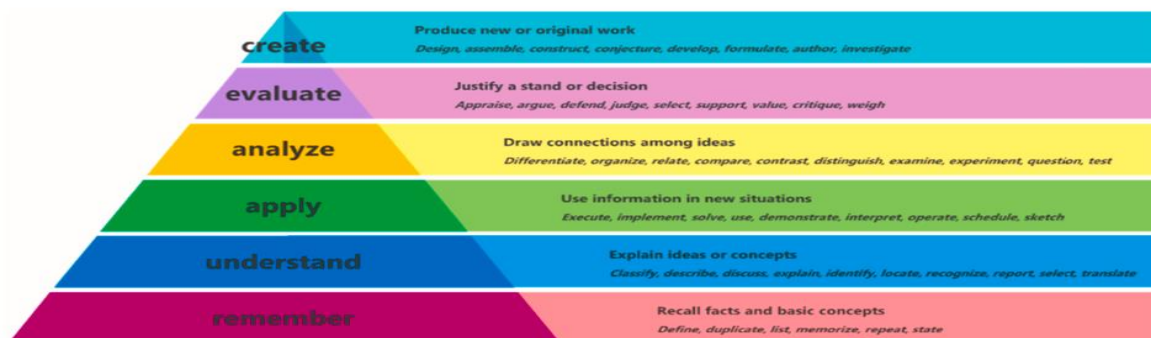 create
Produce new or original work
Design, assemble, construct, conjecture, develop, formulate, author, investigate
evaluate
Justify a stand or decision
Appraise, argue, defend, judge, select, support, value, critique, weigh
analyze
Draw connections among ideas
Differentiate, organize, relate, compare, contrast, distinguish, examine, experiment, question, test
apply
Use information in new situations
Execute, implement, solve, use, demonstrate, interpret, operate, schedule, sketch
understand
Explain ideas or concepts
Classify, describe, discuss, explain, identify, locate, recognize, report, select, translate
remember
Recall facts and basic concepts
Define, duplicate, list, memorize, repeat, state